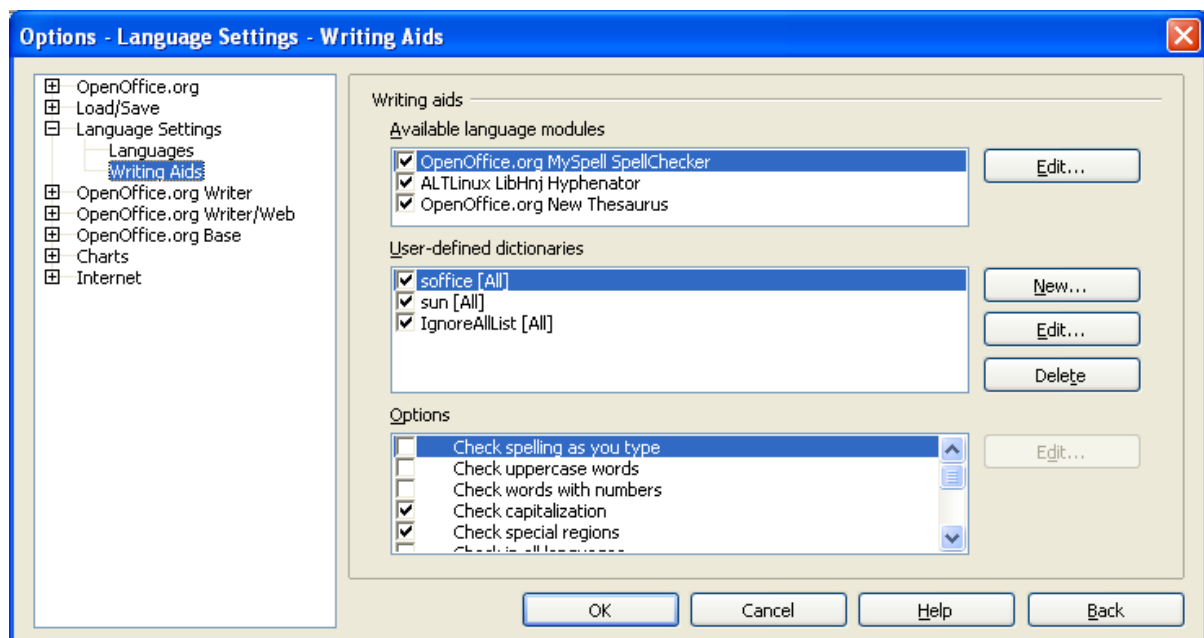 Options - Language Settings - Writing Aids
OpenOffice.org
Load/Save
Language Settings
Languages
Writing Aids
OpenOffice.org Writer
OpenOffice.org Writer/Web
OpenOffice.org Base
Charts
Internet
Writing aids
Available language modules
OpenOffice.org MySpell SpellChecker
ALTLinux LibHnj Hyphenator
OpenOffice.org New Thesaurus
Edit...
User-defined dictionaries
soffice [All]
sun [All]
IgnoreAllList [All]
New...
Edit...
Delete
Options
Check spelling as you type
Check uppercase words
Check words with numbers
Check capitalization
Check special regions
Check in all languages
Edit...
OK
Cancel
Help
Back